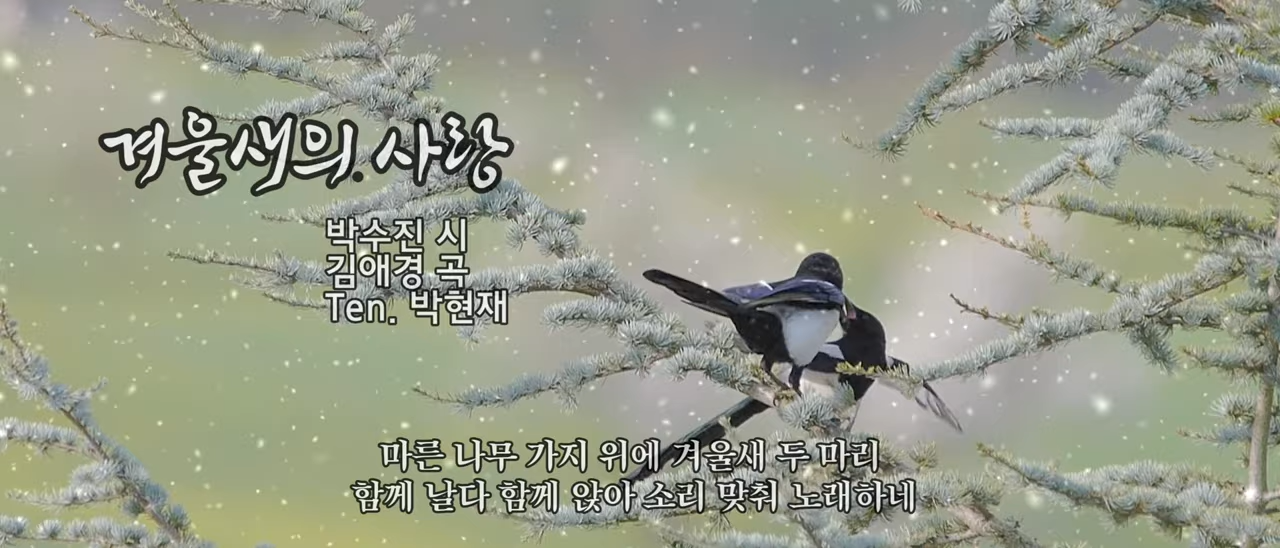 겨울새의 사랑
박수진 시
김애경 곡
Ten. 박현재
마른 나무 가지 위에 겨울새 두 마리
함께 날다 함께 앉아 소리 맞춰 노래하네